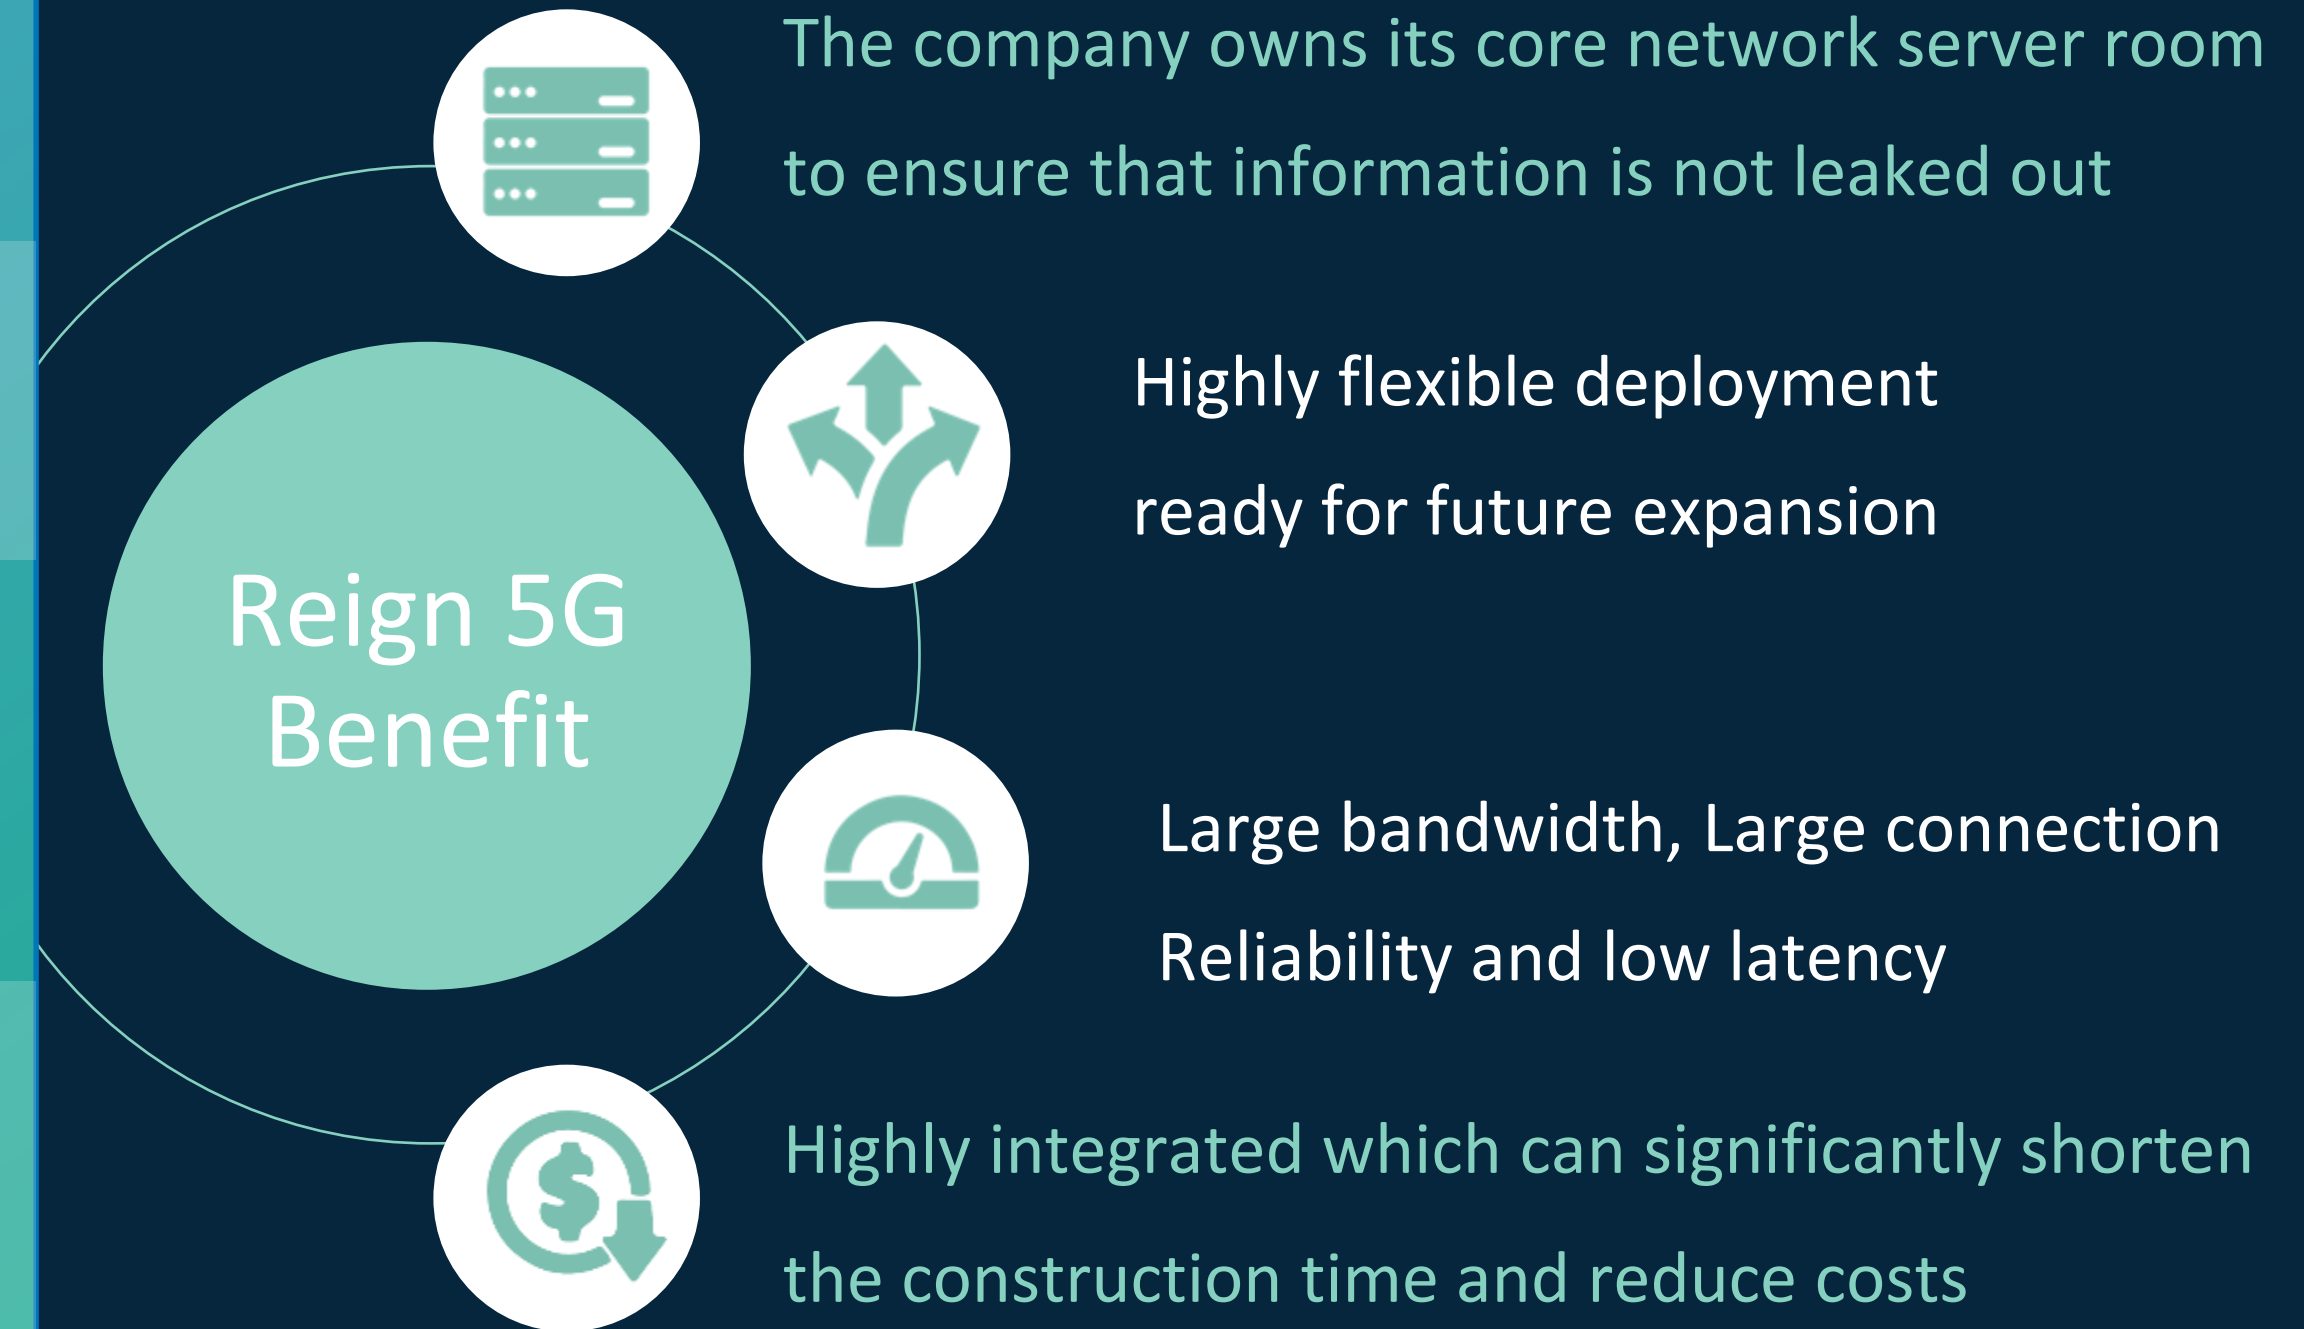 The company owns its core network server room
to ensure that information is not leaked out
Highly flexible deployment
ready for future expansion
Reign 5G
Benefit
Large bandwidth, Large connection
Reliability and low latency
Highly integrated which can significantly shorten
the construction time and reduce costs